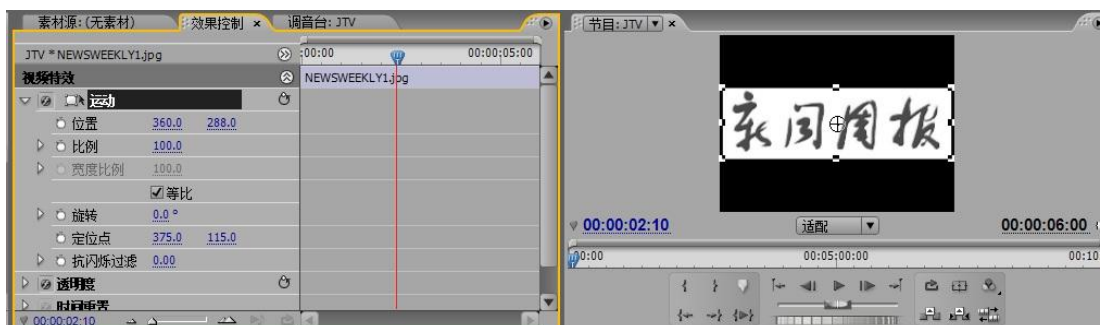 素材源:(无素材)
效果控制 ×
调音台: JTV
JTV * NEWSWEEKLY1.jpg
:00:00
00:00:05:00
视频特效
NEWSWEEKLY1.jpg
运动
位置 360.0 288.0
比例 100.0
宽度比例 100.0
等比
旋转 0.0 °
定位点 375.0 115.0
抗闪烁过滤 0.00
透明度
时间重置
00:00:02:10
节目: JTV ×
新闻周报
00:00:02:10
适配
00:00:06:00
00:00
00:05:00:00
00:10